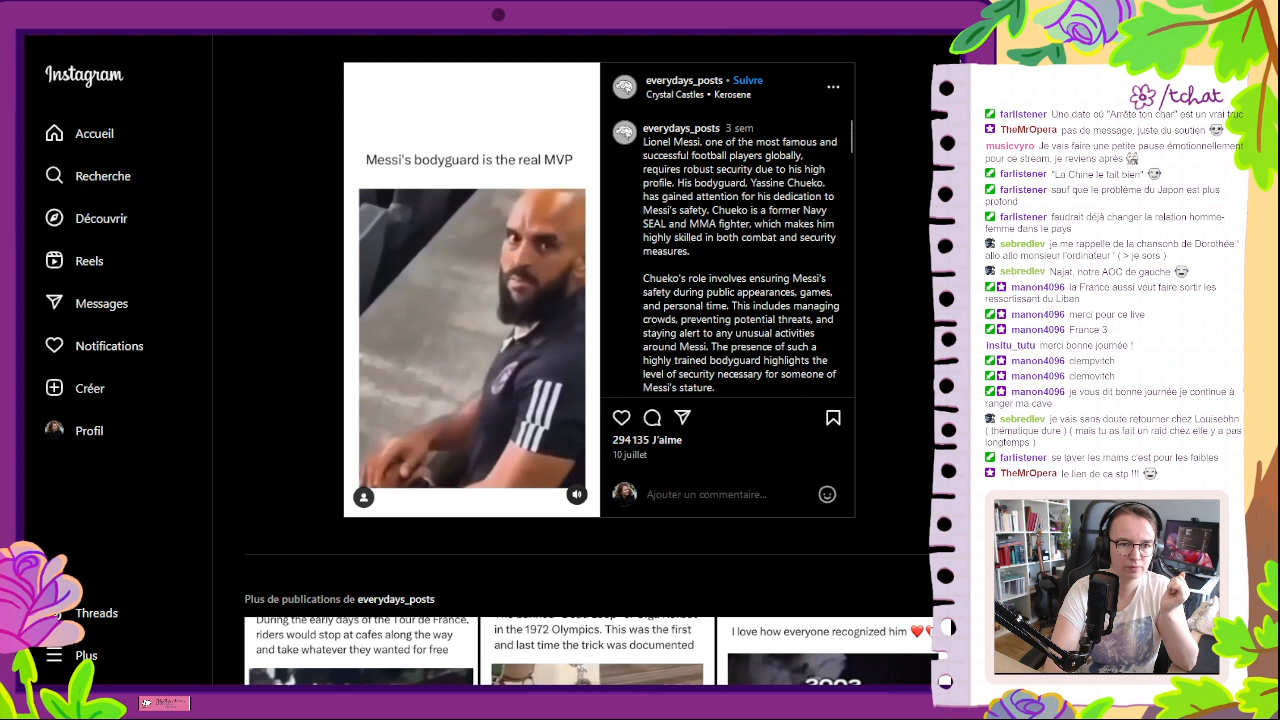 Instagram
Accueil
Recherche
Découvrir
Reels
Messages
Notifications
Créer
Profil
Threads
Plus
Messi's bodyguard is the real MVP
everydays_posts • Suivre
Crystal Castles • Kerosene
everydays_posts 3 sem
Lionel Messi, one of the most famous and
successful football players globally,
requires robust security due to his high
profile. His bodyguard, Yassine Chueko,
has gained attention for his dedication to
Messi's safety. Chueko is a former Navy
SEAL and MMA fighter, which makes him
highly skilled in both combat and security
measures.
Chueko's role involves ensuring Messi's
safety during public appearances, games,
and personal time. This includes managing
crowds, preventing potential threats, and
staying alert to any unusual activities
around Messi. The presence of such a
highly trained bodyguard highlights the
level of security necessary for someone of
Messi's stature.
294 135 J'aime
10 juillet
Ajouter un commentaire...
Plus de publications de everydays_posts
During the early days of the Tour de France,
riders would stop at cafes along the way
and take whatever they wanted for free
in the 1972 Olympics. This was the first
and last time the trick was documented
I love how everyone recognized him
/tchat
farlistener Une date où "Arrête ton char" est un vrai truc
TheMrOpera pas de message, juste du soutien
musicvyro Je vais faire une petite pause émotionnellement
pour ce stream, je reviens après
farlistener "La Chine le fait bien"
farlistener sauf que le problème du Japon est plus
profond
farlistener faudrait déjà changer la relation homme-
femme dans le pays
sebredlev je me rappelle de la chansonb de Dorothée '
allo allo monsieur l'ordinateur ' ( > je sors )
sebredlev Najat, notre AOC de gauche
manon4096 la France aussi veut faire sortir les
ressortissant du Liban
manon4096 merci pour ce live
manon4096 France 3
insitu_tutu merci bonne journée !
manon4096 clempvitch
manon4096 clemovitch
manon4096 je vous dit bonne journée je continue à
ranger ma cave
sebredlev je vais sans doute retourner chez Louisebhn
( thématique dure ) ( mais tu as fait un raid chez elle y a pas
longtemps )
farlistener se laver les mains c'est pour les faibles
TheMrOpera le lien de ca stp !!!